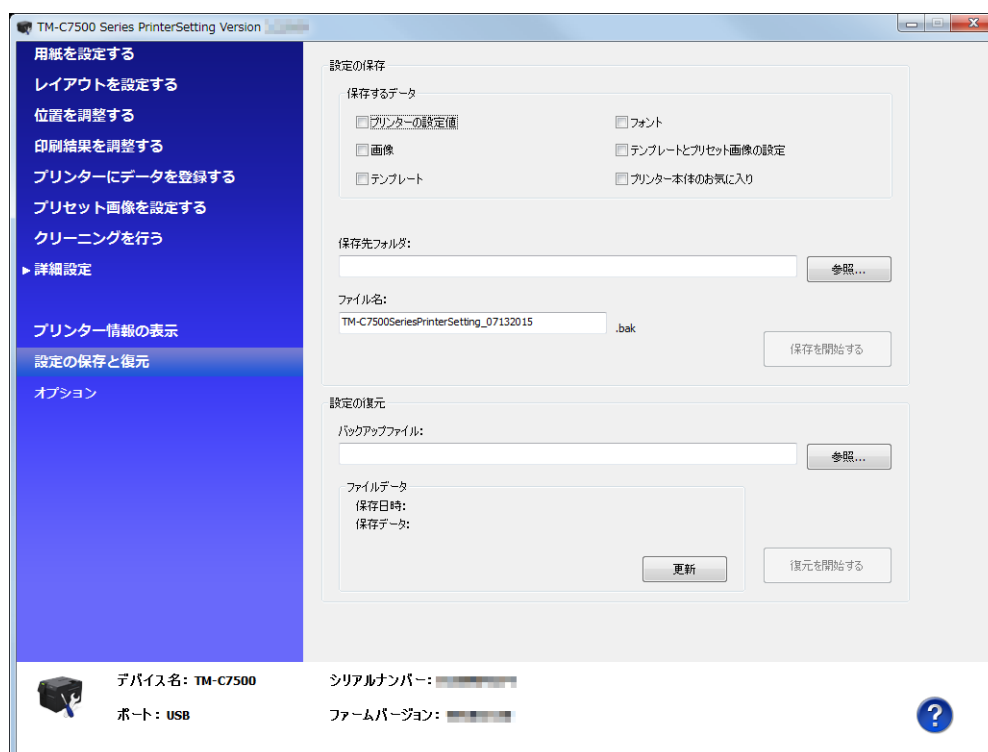 TM-C7500 Series PrinterSetting Version
用紙を設定する
レイアウトを設定する
位置を調整する
印刷結果を調整する
プリンターにデータを登録する
プリセット画像を設定する
クリーニングを行う
詳細設定
プリンター情報の表示
設定の保存と復元
オプション
設定の保存
保存するデータ
プリンターの設定値
フォント
画像
テンプレートとプリセット画像の設定
テンプレート
プリンター本体のお気に入り
保存先フォルダ:
参照...
ファイル名:
TM-C7500SeriesPrinterSetting_07132015
.bak
保存を開始する
設定の復元
バックアップファイル:
参照...
ファイルデータ
保存日時:
保存データ:
更新
復元を開始する
デバイス名: TM-C7500
シリアルナンバー:
ポート: USB
ファームバージョン:
?